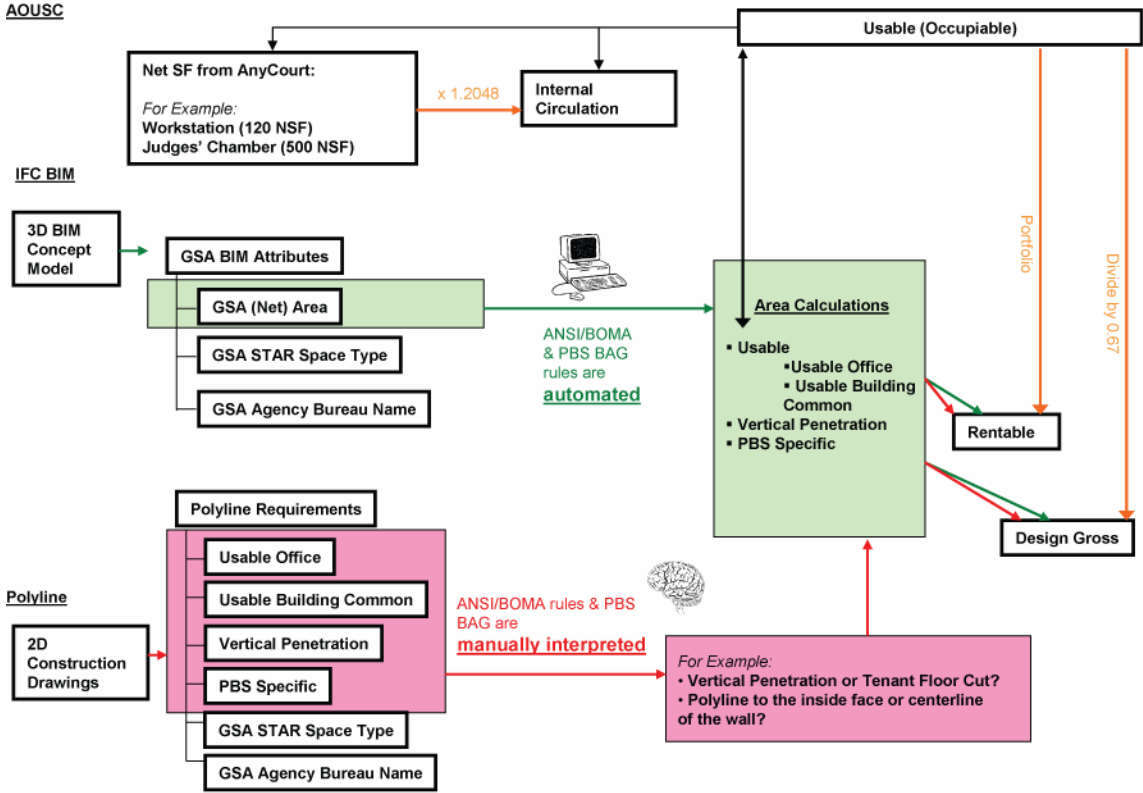 AOUSC
Usable (Occupiable)
Net SF from AnyCourt:
For Example:
Workstation (120 NSF)
Judges' Chamber (500 NSF)
x 1.2048
Internal
Circulation
IFC BIM
3D BIM
Concept
Model
GSA BIM Attributes
GSA (Net) Area
GSA STAR Space Type
GSA Agency Bureau Name
ANSI/BOMA
& PBS BAG
rules are
automated
Area Calculations
▪ Usable
▪Usable Office
▪ Usable Building
Common
▪ Vertical Penetration
▪ PBS Specific
Portfolio
Divide by 0.67
Rentable
Design Gross
Polyline Requirements
Usable Office
Usable Building Common
Vertical Penetration
PBS Specific
GSA STAR Space Type
GSA Agency Bureau Name
Polyline
2D
Construction
Drawings
ANSI/BOMA rules & PBS
BAG are
manually interpreted
For Example:
• Vertical Penetration or Tenant Floor Cut?
• Polyline to the inside face or centerline
of the wall?